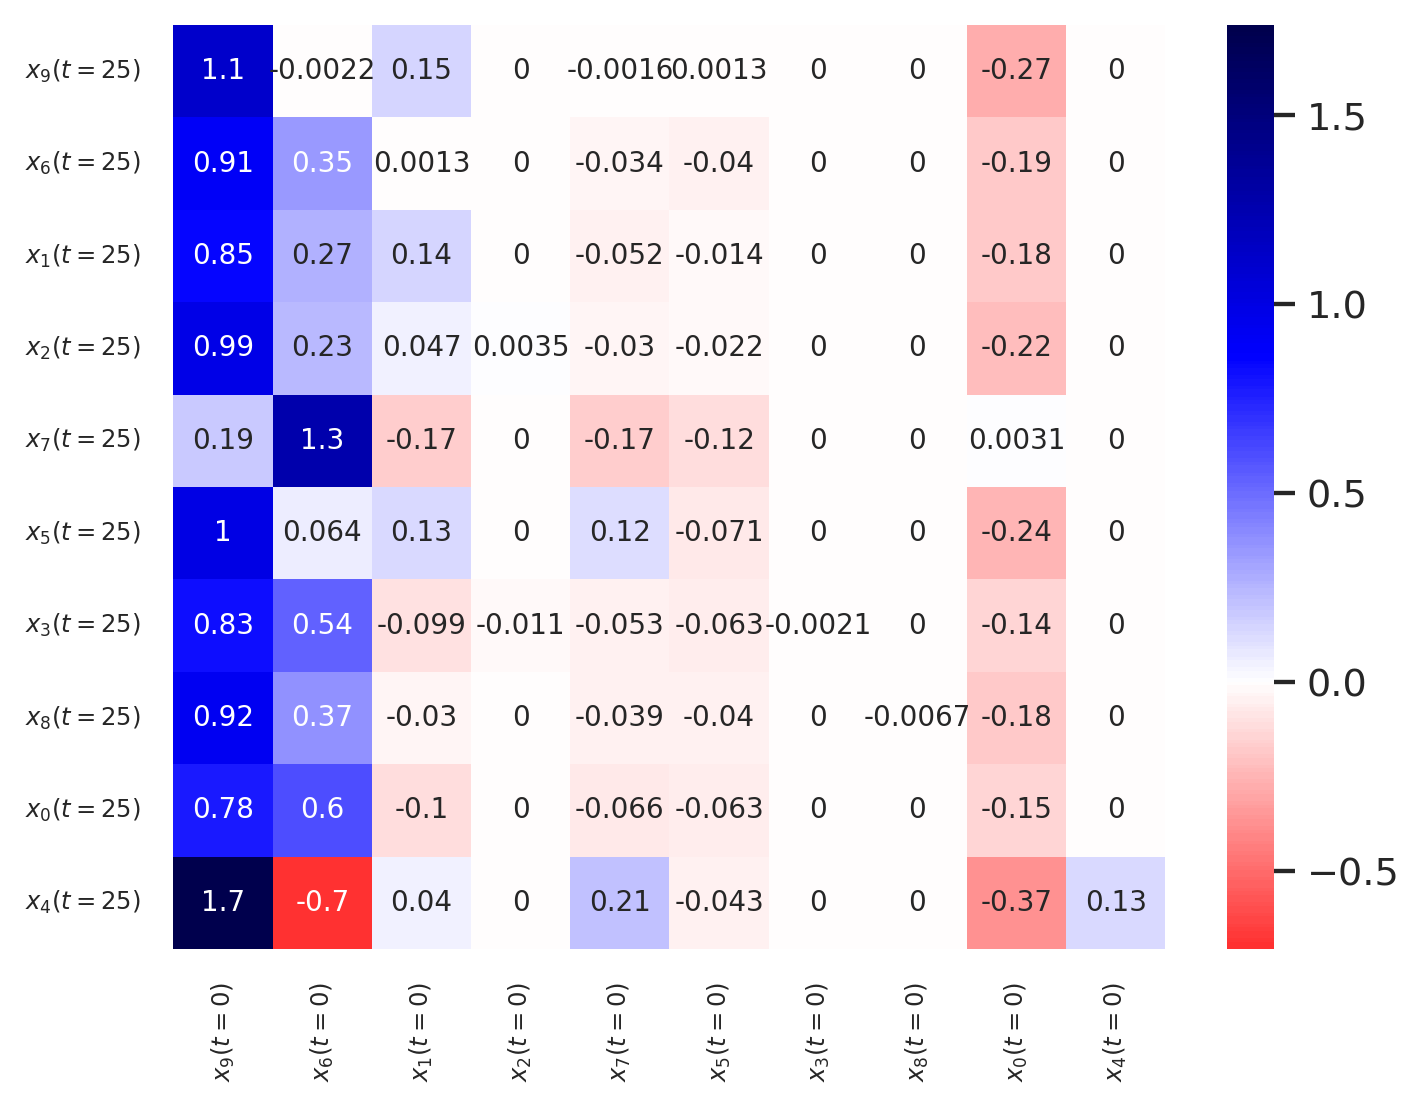 x₉(t = 25) 1.1 -0.0022 0.15 0 -0.0016 0.0013 0 0 -0.27 0
x₆(t = 25) 0.91 0.35 0.0013 0 -0.034 -0.04 0 0 -0.19 0
x₁(t = 25) 0.85 0.27 0.14 0 -0.052 -0.014 0 0 -0.18 0
x₂(t = 25) 0.99 0.23 0.047 0.0035 -0.03 -0.022 0 0 -0.22 0
x₇(t = 25) 0.19 1.3 -0.17 0 -0.17 -0.12 0 0 0.0031 0
x₅(t = 25) 1 0.064 0.13 0 0.12 -0.071 0 0 -0.24 0
x₃(t = 25) 0.83 0.54 -0.099 -0.011 -0.053 -0.063 -0.0021 0 -0.14 0
x₈(t = 25) 0.92 0.37 -0.03 0 -0.039 -0.04 0 -0.0067 -0.18 0
x₀(t = 25) 0.78 0.6 -0.1 0 -0.066 -0.063 0 0 -0.15 0
x₄(t = 25) 1.7 -0.7 0.04 0 0.21 -0.043 0 0 -0.37 0.13
x₉(t = 0)
x₆(t = 0)
x₁(t = 0)
x₂(t = 0)
x₇(t = 0)
x₅(t = 0)
x₃(t = 0)
x₈(t = 0)
x₀(t = 0)
x₄(t = 0)
1.5
1.0
0.5
0.0
−0.5